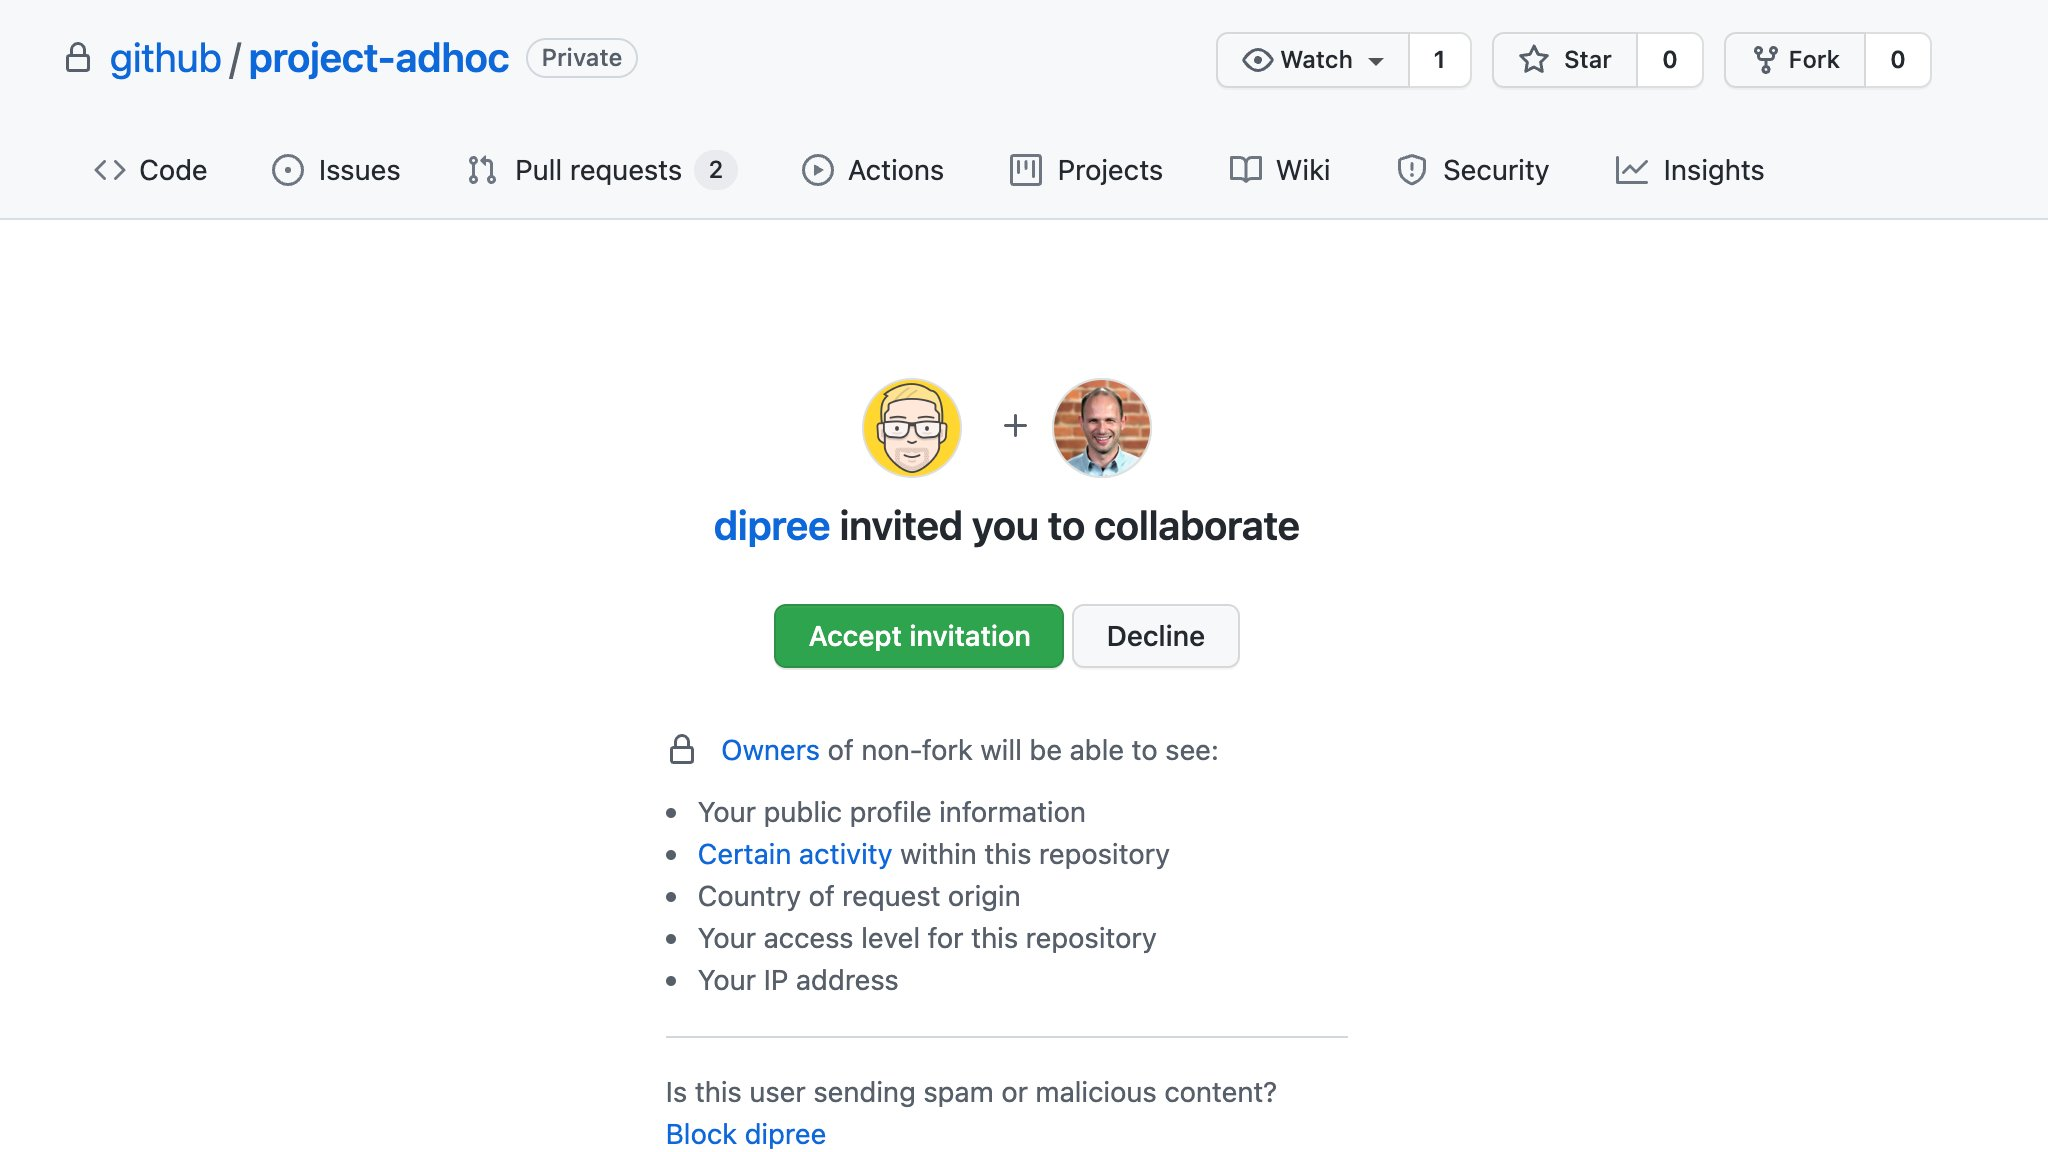 github / project-adhoc Private
Watch 1 Star 0 Fork 0
Code Issues Pull requests 2 Actions Projects Wiki Security Insights
+
dipree invited you to collaborate
Accept invitation Decline
Owners of non-fork will be able to see:
• Your public profile information
• Certain activity within this repository
• Country of request origin
• Your access level for this repository
• Your IP address
Is this user sending spam or malicious content?
Block dipree